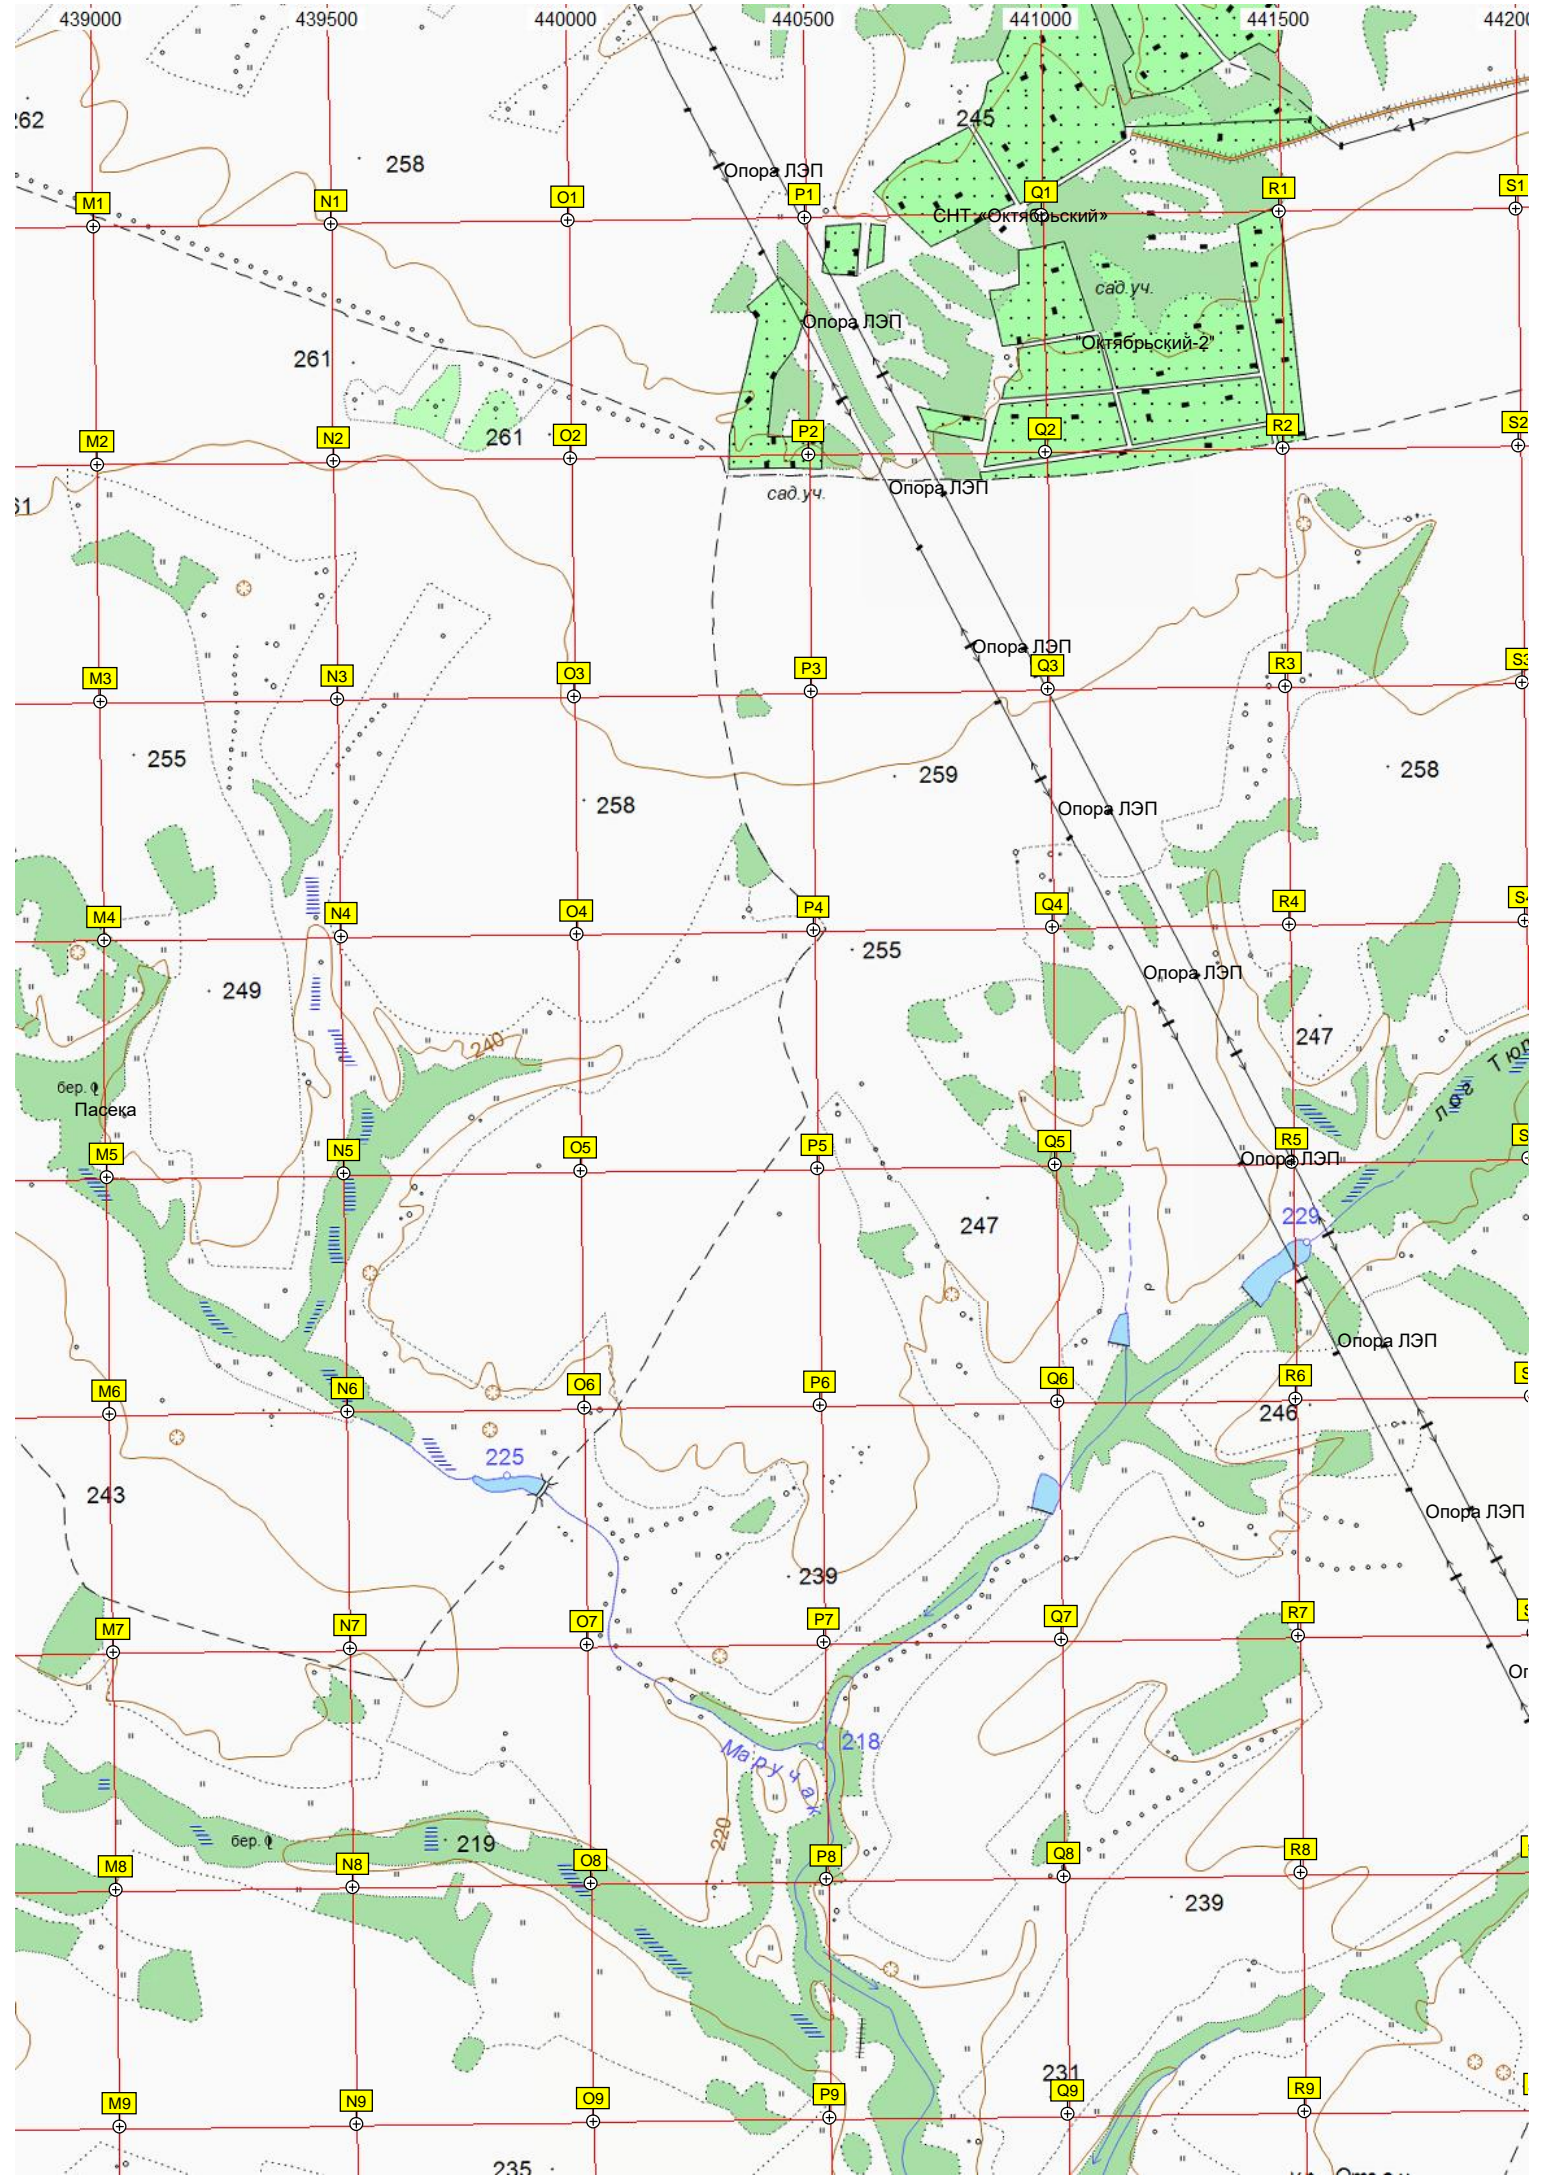 439000 439500 440000 440500 441000 441500
258
245
Опора ЛЭП
M1 N1 O1 P1 Q1 R1 S1
СНТ «Октябрьский»
сад.уч.
Опора ЛЭП
"Октябрьский-2"
261
261
M2 N2 O2 P2 Q2 R2 S2
сад.уч.
Опора ЛЭП
Опора ЛЭП
M3 N3 O3 P3 Q3 R3
255
258
259
258
Опора ЛЭП
M4 N4 O4 P4 Q4 R4
255
Опора ЛЭП
249
240
247
лог Тюр
бер.
Пасека
M5 N5 O5 P5 Q5 R5
Опора ЛЭП
247
229
Опора ЛЭП
M6 N6 O6 P6 Q6 R6
246
225
243
Опора ЛЭП
239
M7 N7 O7 P7 Q7 R7
218
Маручак
220
бер.
219
M8 N8 O8 P8 Q8 R8
239
231
M9 N9 O9 P9 Q9 R9
235